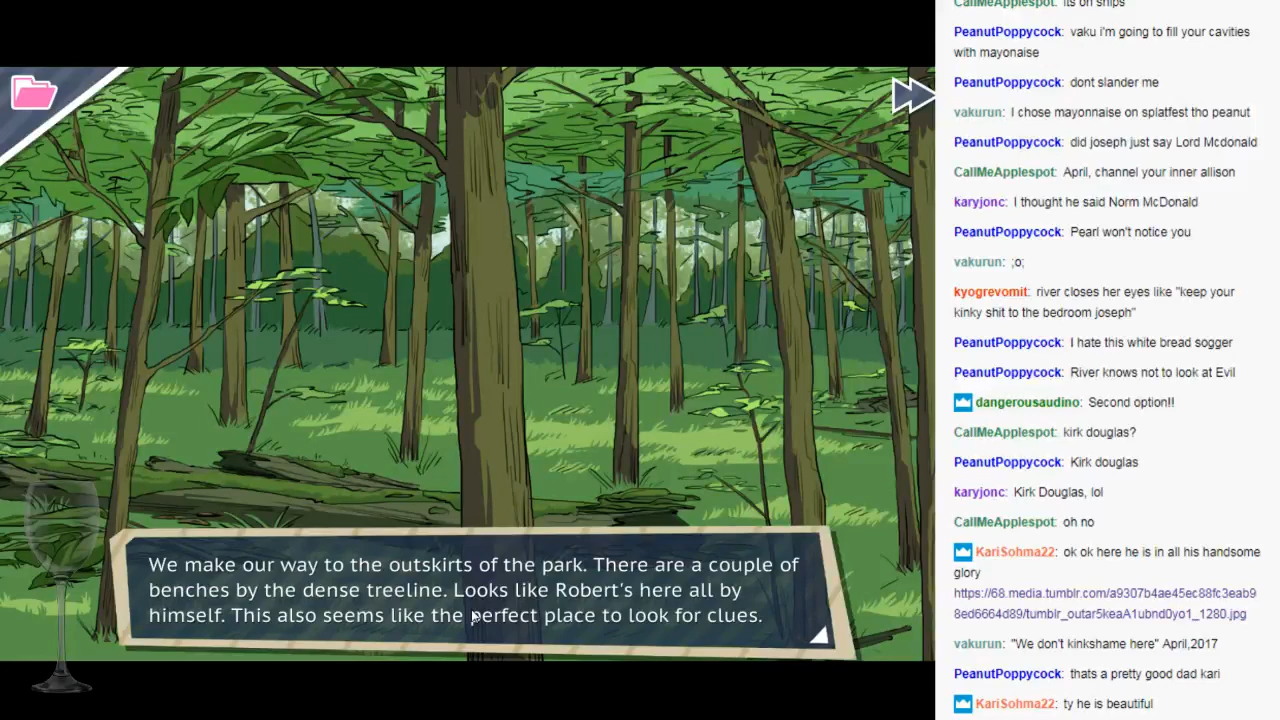 CallMeApplespot: its on ships
PeanutPoppycock: vaku i'm going to fill your cavities
with mayonaise
PeanutPoppycock: dont slander me
vakurun: I chose mayonnaise on splatfest tho peanut
PeanutPoppycock: did joseph just say Lord Mcdonald
CallMeApplespot: April, channel your inner allison
karyjonc: I thought he said Norm McDonald
PeanutPoppycock: Pearl won't notice you
vakurun: ;o;
kyogrevomit: river closes her eyes like "keep your
kinky shit to the bedroom joseph"
PeanutPoppycock: I hate this white bread sogger
PeanutPoppycock: River knows not to look at Evil
dangerousaudino: Second option!!
CallMeApplespot: kirk douglas?
PeanutPoppycock: Kirk douglas
karyjonc: Kirk Douglas, lol
CallMeApplespot: oh no
KariSohma22: ok ok here he is in all his handsome
glory
https://68.media.tumblr.com/a9307b4ae45ec88fc3eab9
8ed6664d89/tumblr_outar5keaA1ubnd0yo1_1280.jpg
vakurun: "We don't kinkshame here" April,2017
PeanutPoppycock: thats a pretty good dad kari
KariSohma22: ty he is beautiful
We make our way to the outskirts of the park. There are a couple of
benches by the dense treeline. Looks like Robert's here all by
himself. This also seems like the perfect place to look for clues.